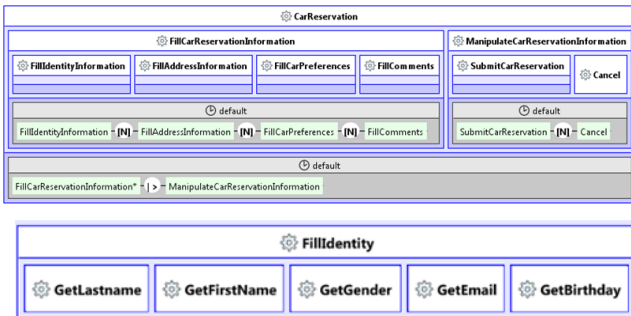 CarReservation
FillCarReservationInformation
ManipulateCarReservationInformation
FillIdentityInformation FillAddressInformation FillCarPreferences FillComments
SubmitCarReservation Cancel
default
FillIdentityInformation [N] FillAddressInformation [N] FillCarPreferences [N] FillComments
default
SubmitCarReservation [N] Cancel
default
FillCarReservationInformation* |> ManipulateCarReservationInformation
FillIdentity
GetLastname GetFirstName GetGender GetEmail GetBirthday